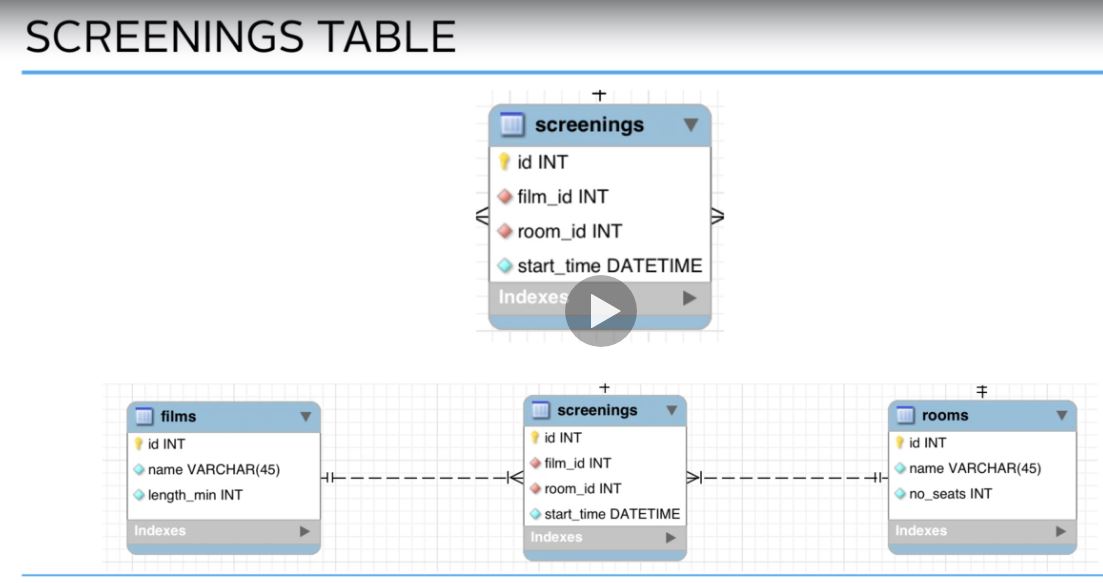 SCREENINGS TABLE
screenings
id INT
film_id INT
room_id INT
start_time DATETIME
Indexes
films
id INT
name VARCHAR(45)
length_min INT
Indexes
screenings
id INT
film_id INT
room_id INT
start_time DATETIME
Indexes
rooms
id INT
name VARCHAR(45)
no_seats INT
Indexes